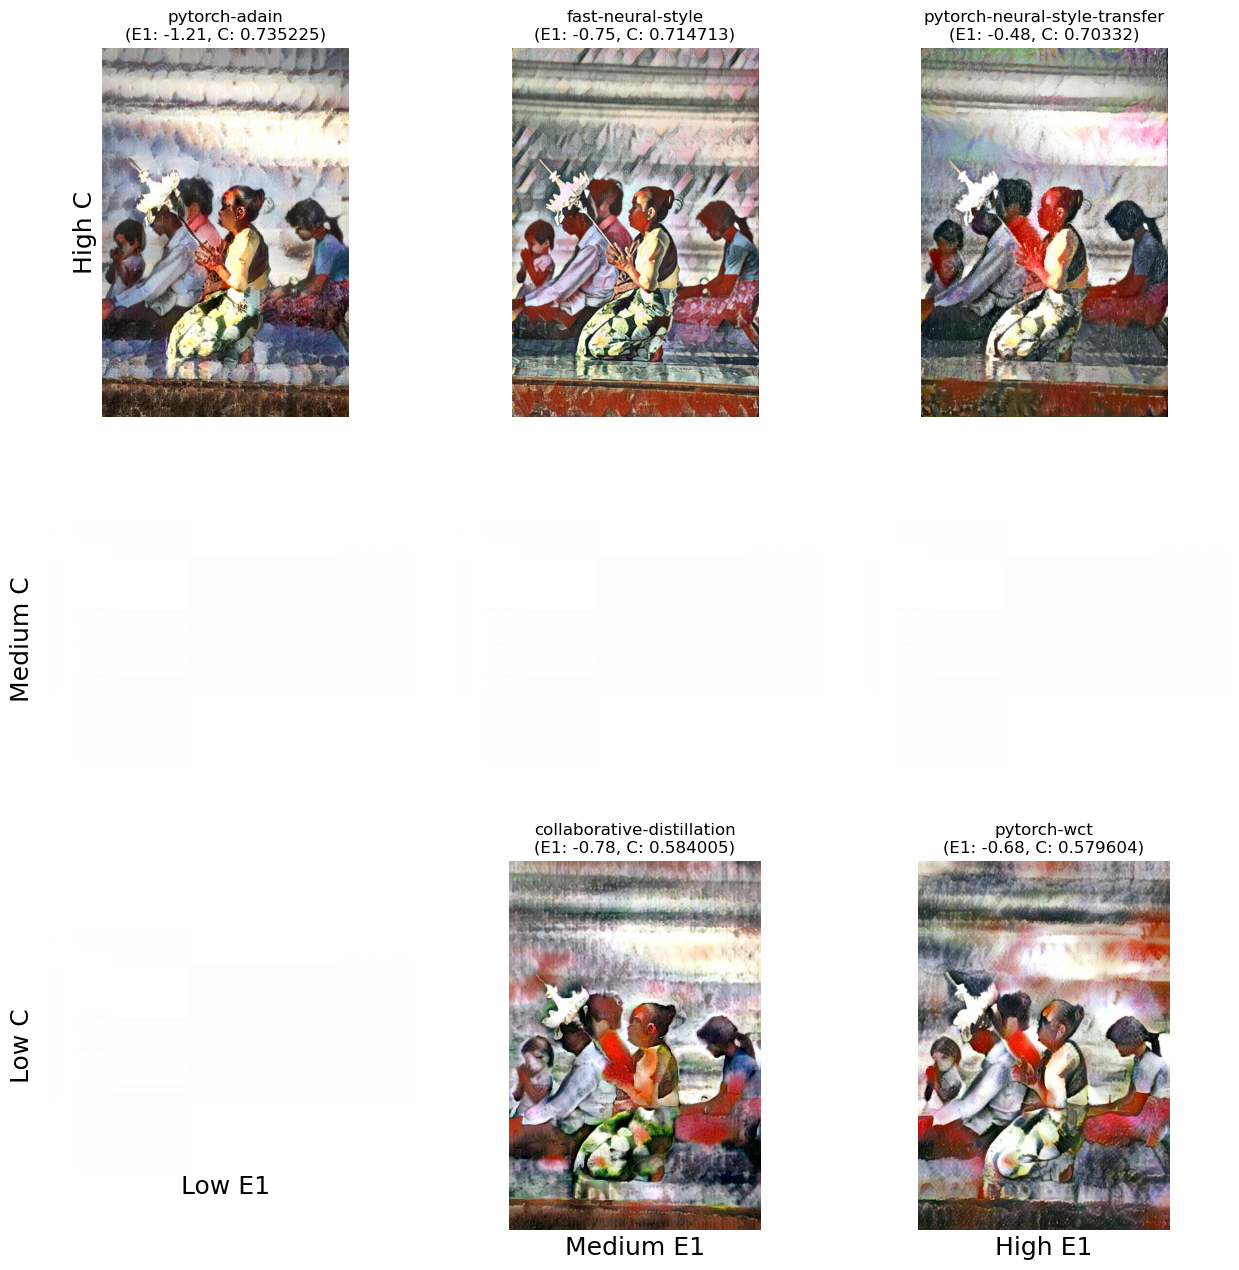 pytorch-adain
(E1: -1.21, C: 0.735225)
fast-neural-style
(E1: -0.75, C: 0.714713)
pytorch-neural-style-transfer
(E1: -0.48, C: 0.70332)
High C
Medium C
collaborative-distillation
(E1: -0.78, C: 0.584005)
pytorch-wct
(E1: -0.68, C: 0.579604)
Low C
Low E1
Medium E1
High E1